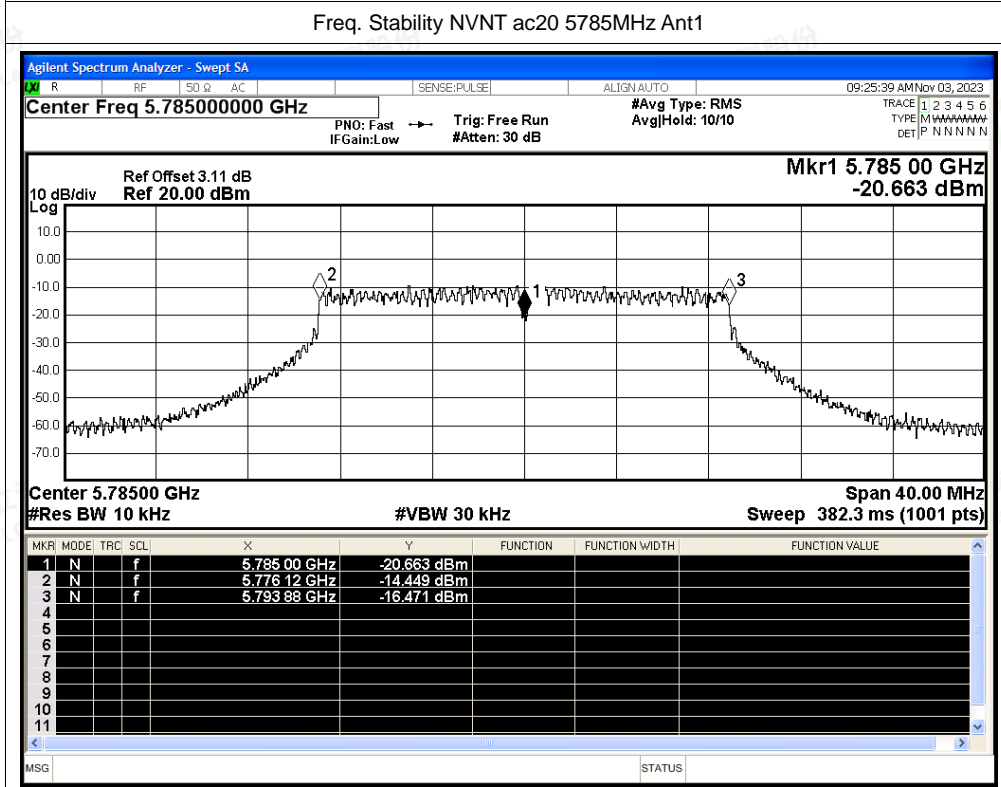 Freq. Stability NVNT ac20 5785MHz Ant1
Agilent Spectrum Analyzer - Swept SA
LXI R RF 50 Ω AC SENSE:PULSE ALIGN AUTO 09:25:39 AM Nov 03, 2023
Center Freq 5.785000000 GHz #Avg Type: RMS TRACE 1 2 3 4 5 6
PNO: Fast Trig: Free Run Avg|Hold: 10/10 TYPE M W W W W W
IFGain:Low #Atten: 30 dB DET P N N N N N
Mkr1 5.785 00 GHz
Ref Offset 3.11 dB
10 dB/div Ref 20.00 dBm -20.663 dBm
Log
10.0
0.00
2
3
-10.0
1
-20.0
-30.0
-40.0
-50.0
-60.0
-70.0
Center 5.78500 GHz Span 40.00 MHz
#Res BW 10 kHz #VBW 30 kHz Sweep 382.3 ms (1001 pts)
MKR MODE TRC SCL X Y FUNCTION FUNCTION WIDTH FUNCTION VALUE
1 N f 5.785 00 GHz -20.663 dBm
2 N f 5.776 12 GHz -14.449 dBm
3 N f 5.793 88 GHz -16.471 dBm
4
5
6
7
8
9
10
11
MSG STATUS